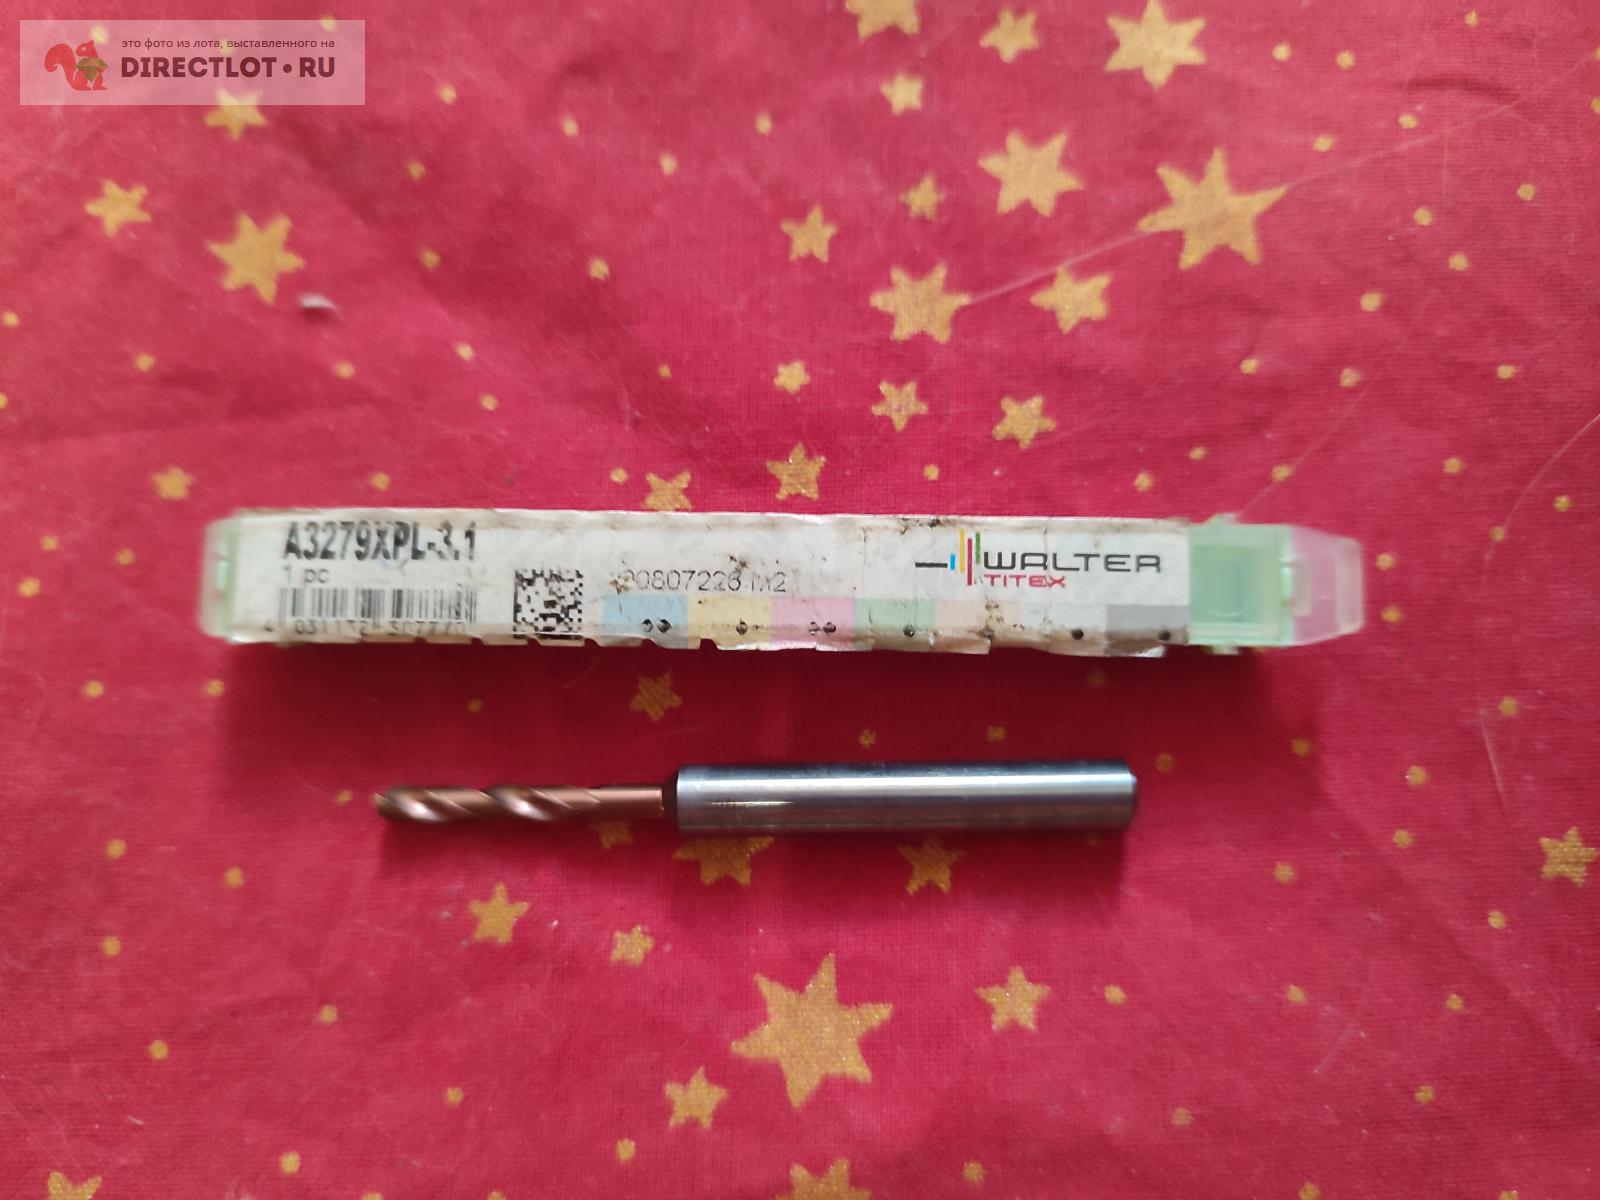 это фото из лота, выставленного на
DIRECTLOT•RU
A3279XPL-3.1
1 pc
WALTER
TITEX